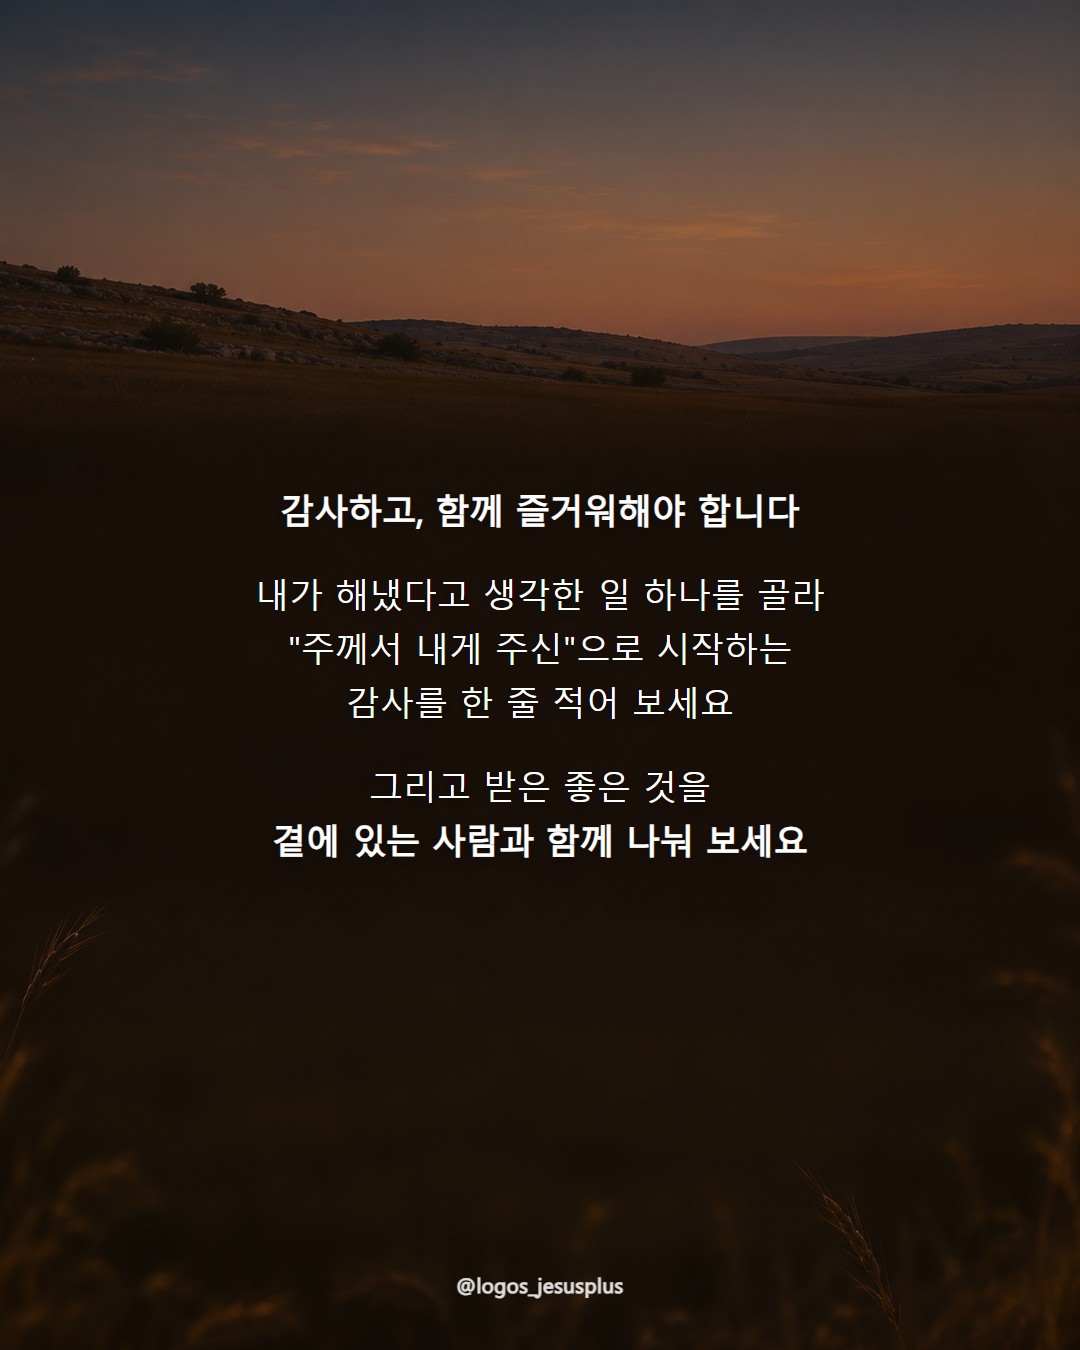 감사하고, 함께 즐거워해야 합니다
내가 해냈다고 생각한 일 하나를 골라
"주께서 내게 주신"으로 시작하는
감사를 한 줄 적어 보세요
그리고 받은 좋은 것을
곁에 있는 사람과 함께 나눠 보세요
@logos_jesusplus